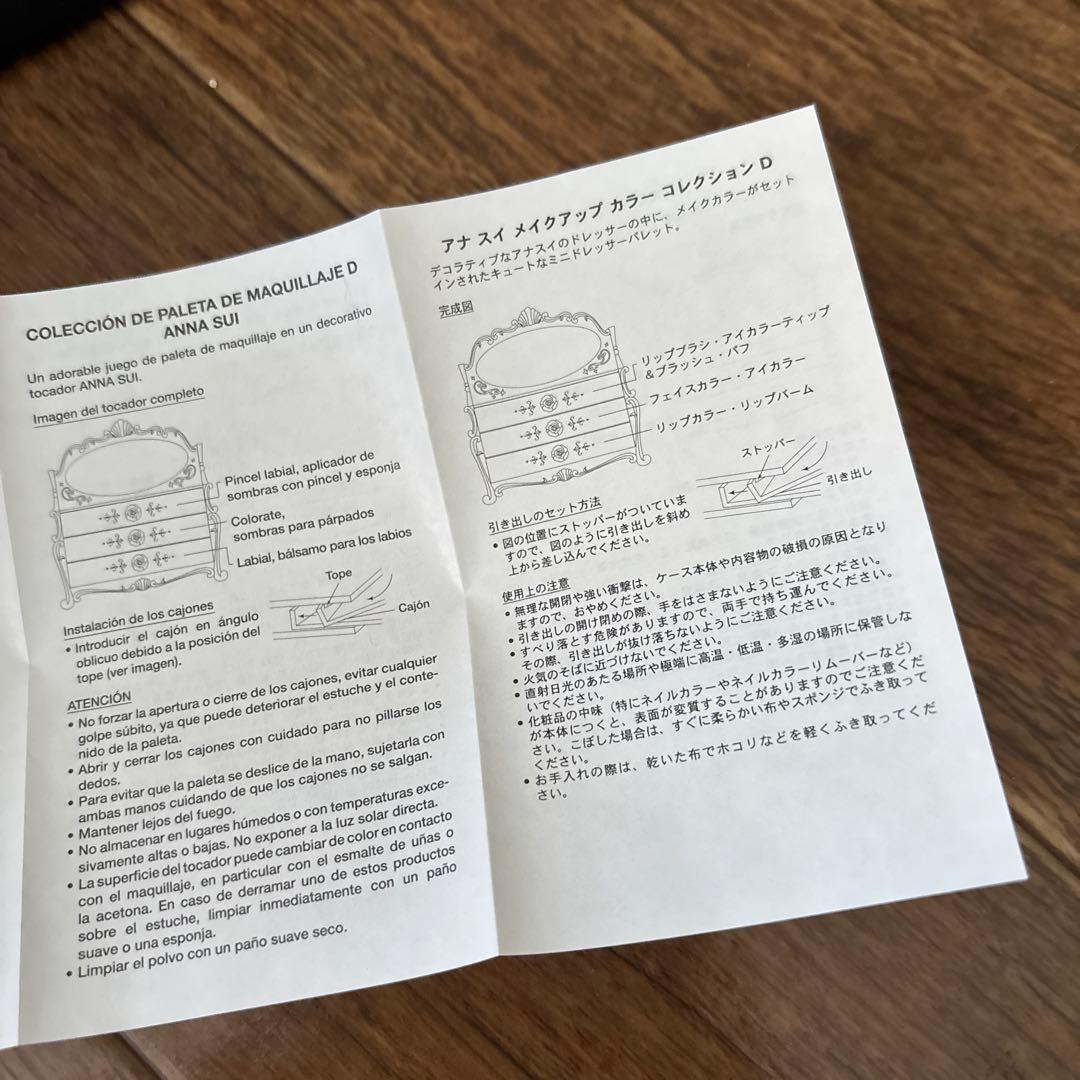 COLECCIÓN DE PALETA DE MAQUILLAJE D
ANNA SUI
Un adorable juego de paleta de maquillaje en un decorativo
tocador ANNA SUI.
Imagen del tocador completo
Pincel labial, aplicador de
sombras con pincel y esponja
Colorate,
sombras para párpados
Labial, bálsamo para los labios
Instalación de los cajones
• Introducir el cajón en ángulo
oblicuo debido a la posición del
tope (ver imagen).
Tope
Cajón
ATENCIÓN
• No forzar la apertura o cierre de los cajones, evitar cualquier
golpe súbito, ya que puede deteriorar el estuche y el conte-
nido de la paleta.
• Abrir y cerrar los cajones con cuidado para no pillarse los
dedos.
• Para evitar que la paleta se deslice de la mano, sujetarla con
ambas manos cuidando de que los cajones no se salgan.
• Mantener lejos del fuego.
• No almacenar en lugares húmedos o con temperaturas exce-
sivamente altas o bajas. No exponer a la luz solar directa.
• La superficie del tocador puede cambiar de color en contacto
con el maquillaje, en particular con el esmalte de uñas o
la acetona. En caso de derramar uno de estos productos
sobre el estuche, limpiar inmediatamente con un paño
suave o una esponja.
• Limpiar el polvo con un paño suave seco.
アナ スイ メイクアップ カラー コレクション D
デコラティブなアナスイのドレッサーの中に、メイクカラーがセット
インされたキュートなミニドレッサーパレット。
完成図
リップブラシ・アイカラーティップ
&ブラッシュ・パフ
フェイスカラー・アイカラー
リップカラー・リップバーム
引き出しのセット方法
• 図の位置にストッパーがついていま
すので、図のように引き出しを斜め
上から差し込んでください。
ストッパー
引き出し
使用上の注意
• 無理な開閉や強い衝撃は、ケース本体や内容物の破損の原因となり
ますので、おやめください。
• 引き出しの開け閉めの際、手をはさまないようにご注意ください。
• すべり落とす危険がありますので、両手で持ち運んでください。
その際、引き出しが抜け落ちないようにご注意ください。
• 火気のそばに近づけないでください。
• 直射日光のあたる場所や極端に高温・低温・多湿の場所に保管しな
いでください。
• 化粧品の中味（特にネイルカラーやネイルカラーリムーバーなど）
が本体につくと、表面が変質することがありますのでご注意くだ
さい。こぼした場合は、すぐに柔らかい布やスポンジでふき取って
ください。
• お手入れの際は、乾いた布でホコリなどを軽くふき取ってくだ
さい。